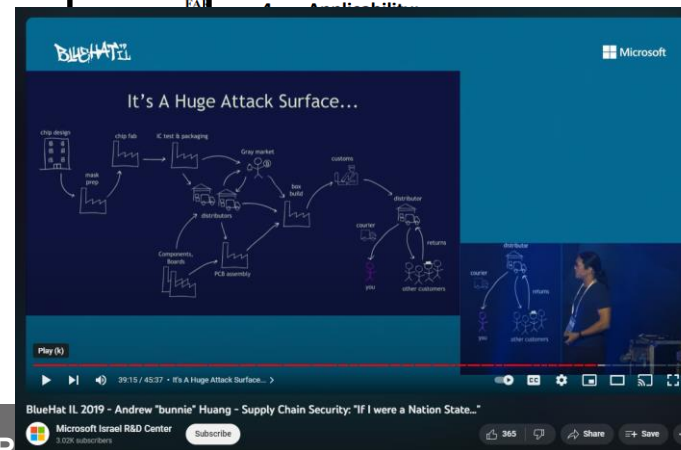 BLUEHATIL
Microsoft
It's A Huge Attack Surface...
chip design
chip fab
IC test & packaging
Gray market
customs
mask
prep
box
build
distributor
distributors
courier
returns
Components,
Boards
PCB assembly
you
other customers
distributor
courier
returns
you
other customers
Play (k)
39:15 / 45:37 • It's A Huge Attack Surface... >
CC
BlueHat IL 2019 - Andrew "bunnie" Huang - Supply Chain Security: "If I were a Nation State..."
Microsoft Israel R&D Center
3.02K subscribers
Subscribe
365
Share
Save